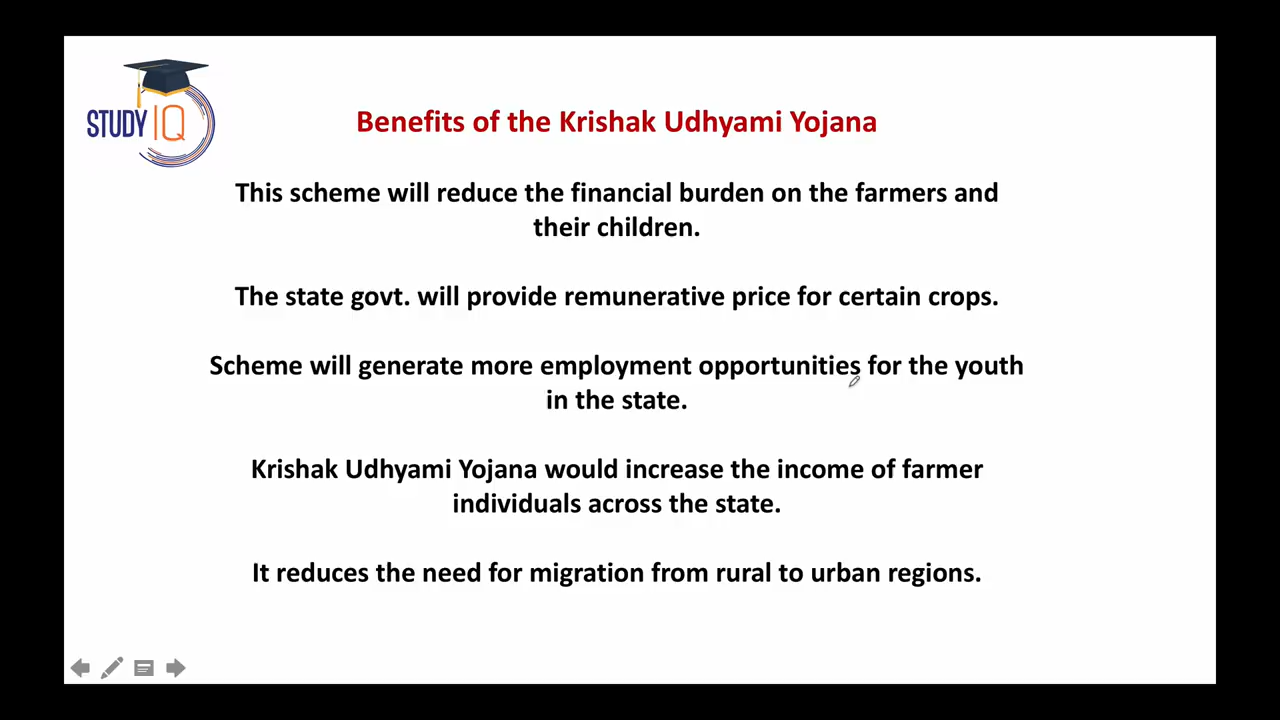 STUDY IQ
Benefits of the Krishak Udhyami Yojana
This scheme will reduce the financial burden on the farmers and
their children.
The state govt. will provide remunerative price for certain crops.
Scheme will generate more employment opportunities for the youth
in the state.
Krishak Udhyami Yojana would increase the income of farmer
individuals across the state.
It reduces the need for migration from rural to urban regions.